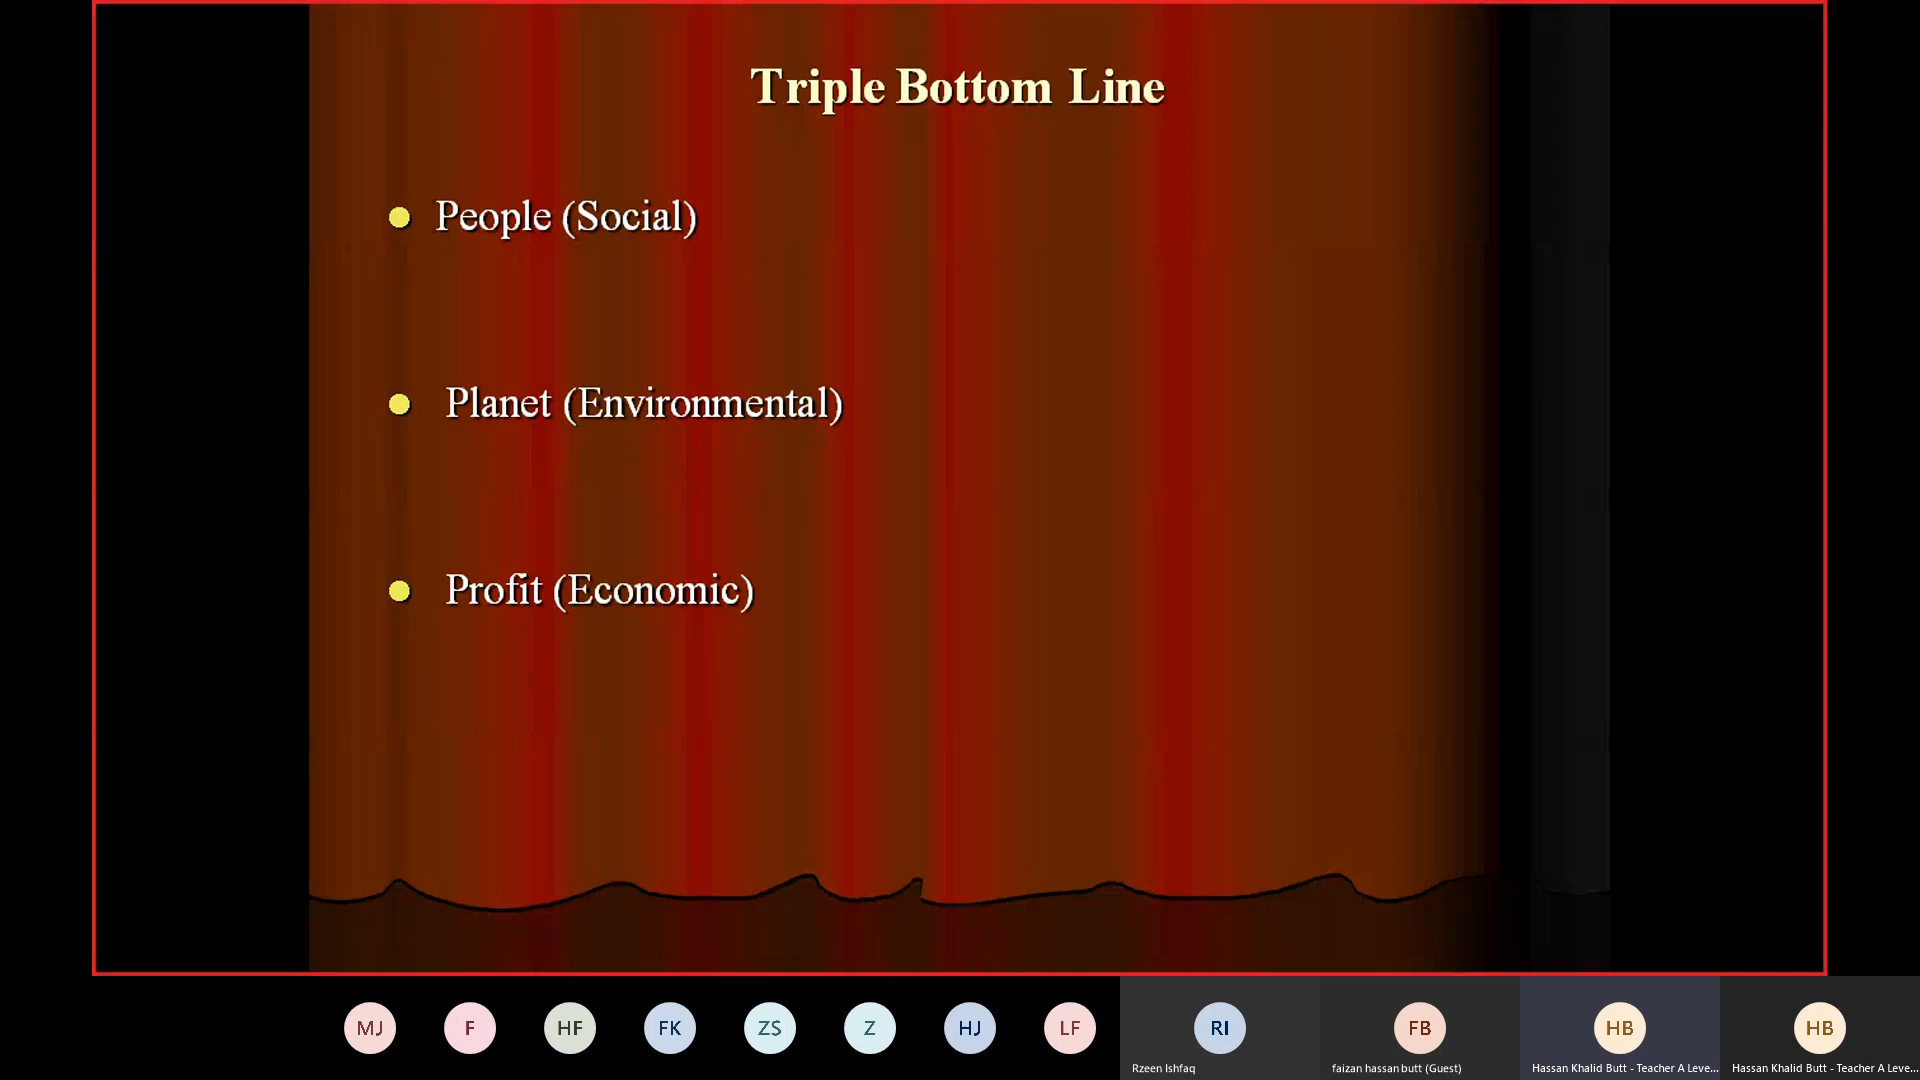 Triple Bottom Line
People (Social)
Planet (Environmental)
Profit (Economic)
MJ
F
HF
FK
ZS
Z
HJ
LF
RI
FB
HB
HB
Rzeen Ishfaq
faizan hassan butt (Guest)
Hassan Khalid Butt - Teacher A Leve...
Hassan Khalid Butt - Teacher A Leve...